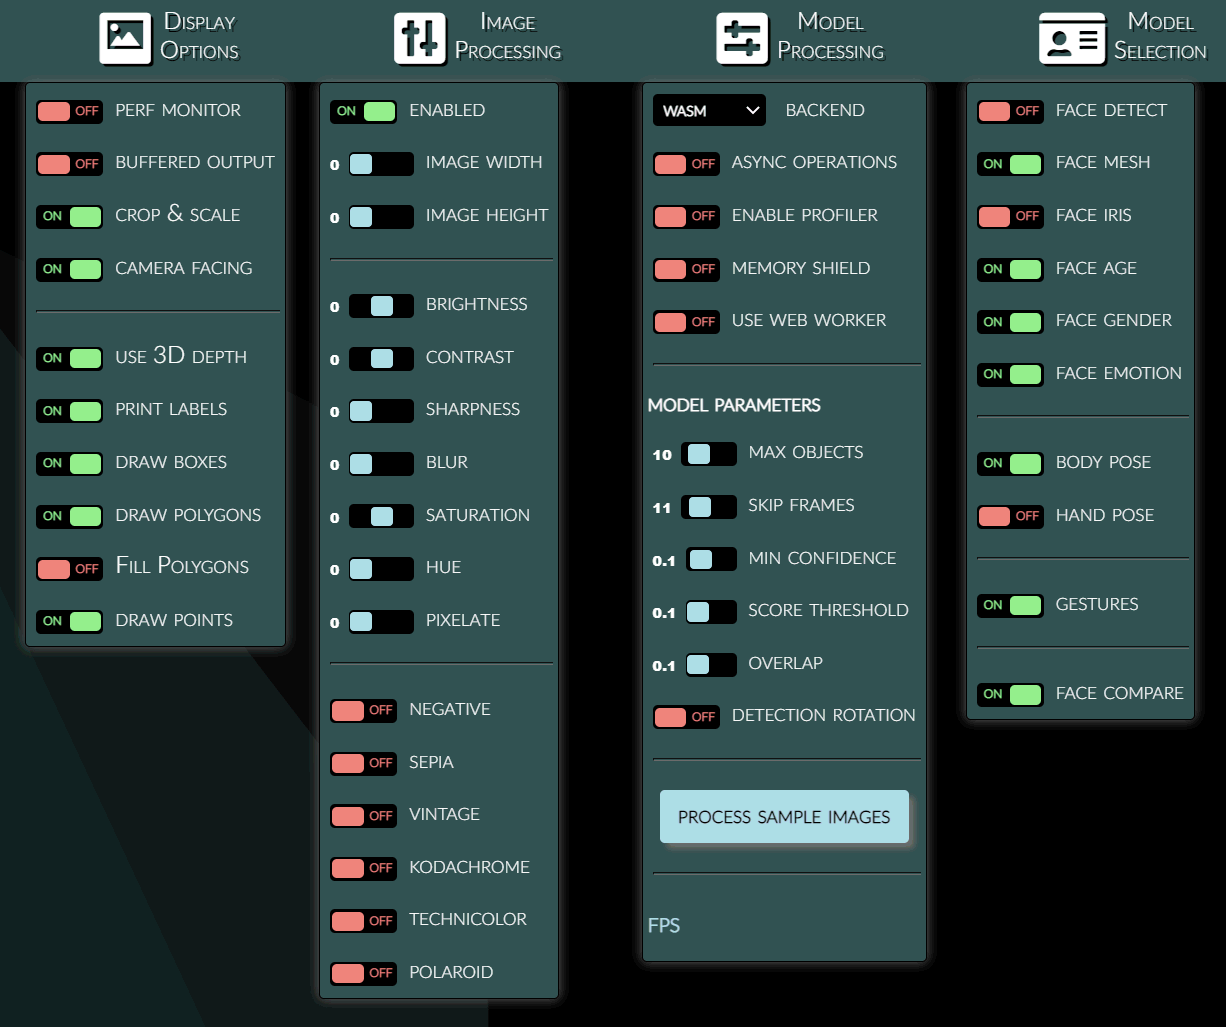 Display
Options
Image
Processing
Model
Processing
Model
Selection
OFF PERF MONITOR
OFF BUFFERED OUTPUT
ON CROP & SCALE
ON CAMERA FACING
ON USE 3D DEPTH
ON PRINT LABELS
ON DRAW BOXES
ON DRAW POLYGONS
OFF Fill Polygons
ON DRAW POINTS
ON ENABLED
0 IMAGE WIDTH
0 IMAGE HEIGHT
0 BRIGHTNESS
0 CONTRAST
0 SHARPNESS
0 BLUR
0 SATURATION
0 HUE
0 PIXELATE
OFF NEGATIVE
OFF SEPIA
OFF VINTAGE
OFF KODACHROME
OFF TECHNICOLOR
OFF POLAROID
WASM BACKEND
OFF ASYNC OPERATIONS
OFF ENABLE PROFILER
OFF MEMORY SHIELD
OFF USE WEB WORKER
MODEL PARAMETERS
10 MAX OBJECTS
11 SKIP FRAMES
0.1 MIN CONFIDENCE
0.1 SCORE THRESHOLD
0.1 OVERLAP
OFF DETECTION ROTATION
PROCESS SAMPLE IMAGES
FPS
OFF FACE DETECT
ON FACE MESH
OFF FACE IRIS
ON FACE AGE
ON FACE GENDER
ON FACE EMOTION
ON BODY POSE
OFF HAND POSE
ON GESTURES
ON FACE COMPARE